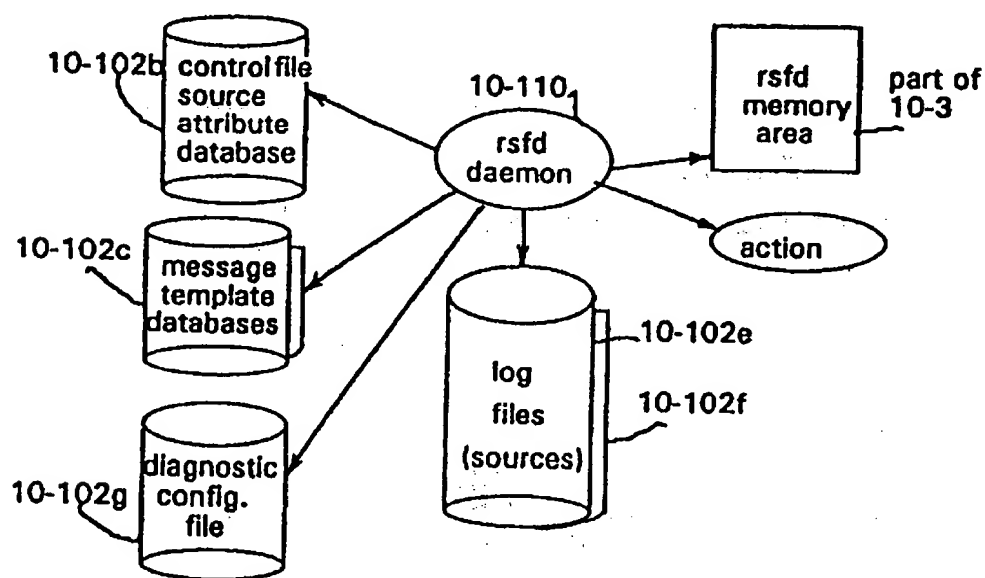 10-102b
control file
source
attribute
database
10-110
rsfd
daemon
rsfd
memory
area
part of
10-3
10-102c
message
template
databases
action
10-102e
log
files
(sources)
10-102f
10-102g
diagnostic
config.
file